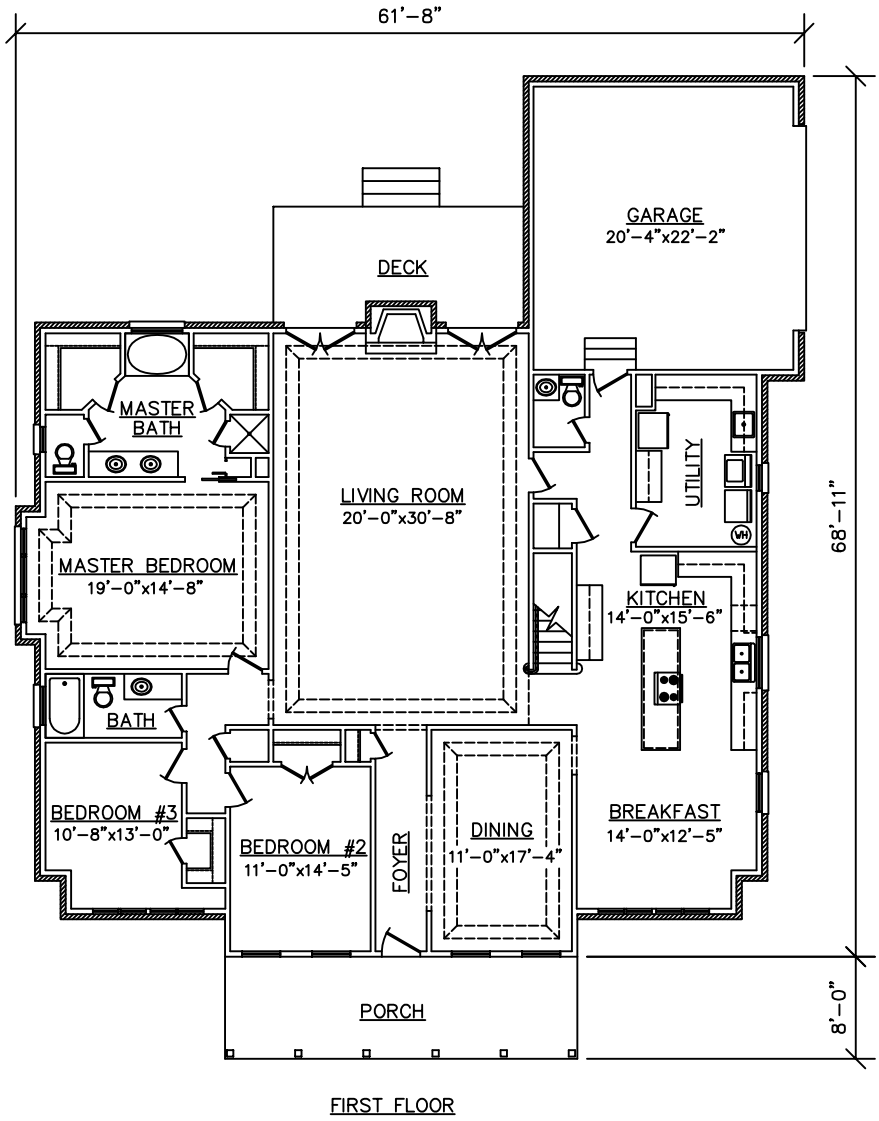 61'-8"
GARAGE
20'-4"x22'-2"
DECK
MASTER
BATH
LIVING ROOM
20'-0"x30'-8"
UTILITY
68'-11"
WH
MASTER BEDROOM
19'-0"x14'-8"
KITCHEN
14'-0"x15'-6"
BATH
BEDROOM #3
10'-8"x13'-0"
BEDROOM #2
11'-0"x14'-5"
FOYER
DINING
11'-0"x17'-4"
BREAKFAST
14'-0"x12'-5"
PORCH
8'-0"
FIRST FLOOR